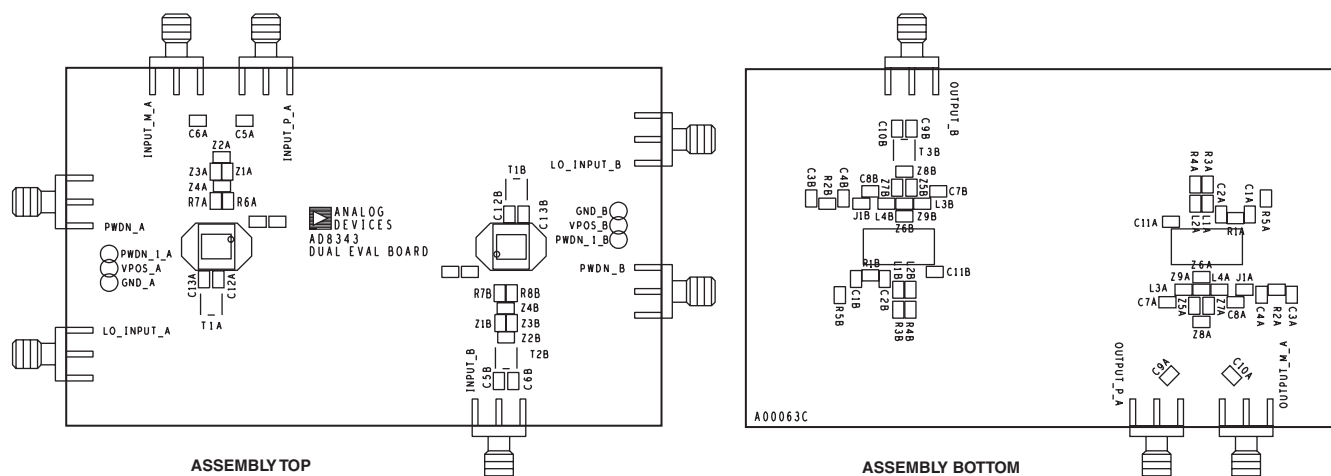 INPUT_M_A
C6A
C5A
INPUT_P_A
Z2A
Z3A
Z1A
Z4A
R7A
R6A
PWDN_A
PWDN_1_A
VPOS_A
GND_A
C13A
C12A
T1A
LO_INPUT_A
ANALOG
DEVICES
AD8343
DUAL EVAL BOARD
LO_INPUT_B
T1B
C12B
C13B
GND_B
VPOS_B
PWDN_1_B
PWDN_B
R7B
R8B
Z4B
Z1B
Z3B
Z2B
INPUT_B
T2B
C5B
C6B
ASSEMBLY TOP
OUTPUT_B
C10B
C9B
T3B
Z8B
C3B
R2B
C4B
C8B
Z7B
Z5B
C7B
J1B
L4B
Z9B
L3B
Z6B
R1B
L1B
L2B
C11B
R5B
C1B
C2B
R3B
R4B
R4A
R3A
C2A
C1A
C11A
L2A
L1A
R1A
R5A
Z6A
Z9A
L4A
J1A
L3A
C7A
Z5A
Z7A
C8A
C4A
R2A
C3A
Z8A
OUTPUT_P_A
C9A
C10A
OUTPUT_M_A
A00063C
ASSEMBLY BOTTOM